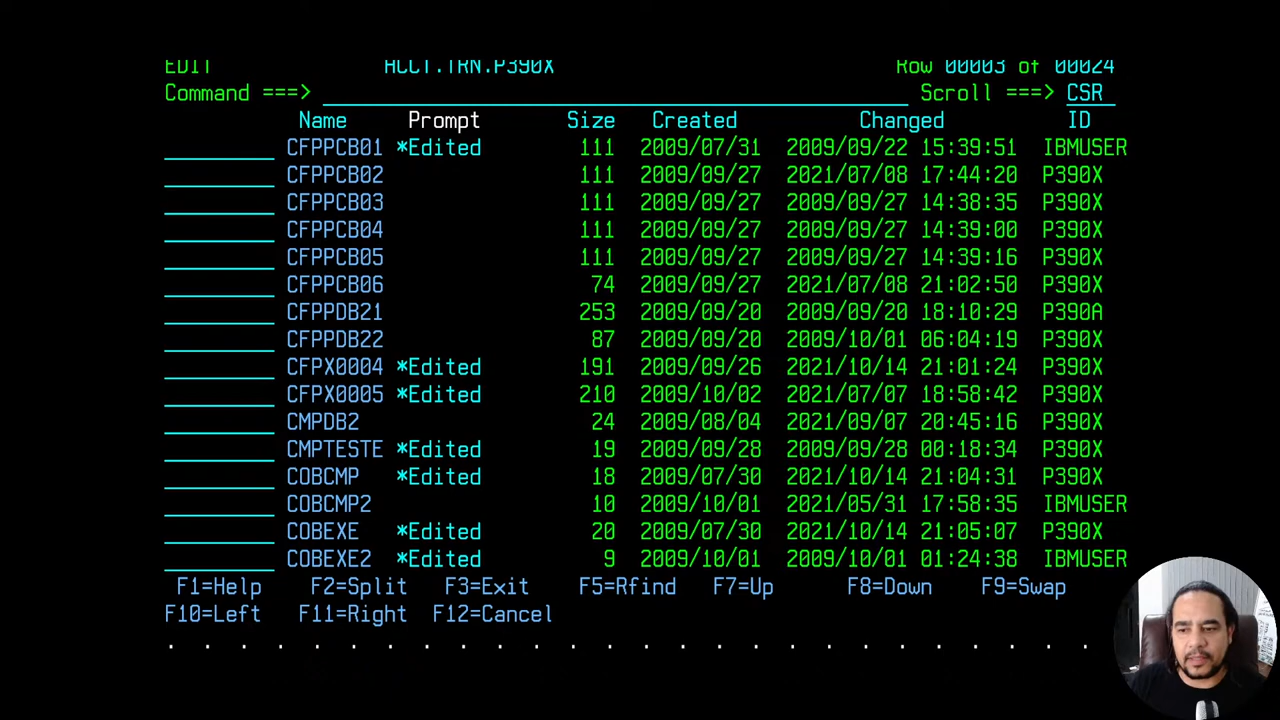 EDIT ACCT.TRN.P390X Row 00003 of 00024
Command ===> Scroll ===> CSR
Name Prompt Size Created Changed ID
CFPPCB01 *Edited 111 2009/07/31 2009/09/22 15:39:51 IBMUSER
CFPPCB02 111 2009/09/27 2021/07/08 17:44:20 P390X
CFPPCB03 111 2009/09/27 2009/09/27 14:38:35 P390X
CFPPCB04 111 2009/09/27 2009/09/27 14:39:00 P390X
CFPPCB05 111 2009/09/27 2009/09/27 14:39:16 P390X
CFPPCB06 74 2009/09/27 2021/07/08 21:02:50 P390X
CFPPDB21 253 2009/09/20 2009/09/20 18:10:29 P390A
CFPPDB22 87 2009/09/20 2009/10/01 06:04:19 P390X
CFPX0004 *Edited 191 2009/09/26 2021/10/14 21:01:24 P390X
CFPX0005 *Edited 210 2009/10/02 2021/07/07 18:58:42 P390X
CMPDB2 24 2009/08/04 2021/09/07 20:45:16 P390X
CMPTESTE *Edited 19 2009/09/28 2009/09/28 00:18:34 P390X
COBCMP *Edited 18 2009/07/30 2021/10/14 21:04:31 P390X
COBCMP2 10 2009/10/01 2021/05/31 17:58:35 IBMUSER
COBEXE *Edited 20 2009/07/30 2021/10/14 21:05:07 P390X
COBEXE2 *Edited 9 2009/10/01 2009/10/01 01:24:38 IBMUSER
F1=Help F2=Split F3=Exit F5=Rfind F7=Up F8=Down F9=Swap
F10=Left F11=Right F12=Cancel